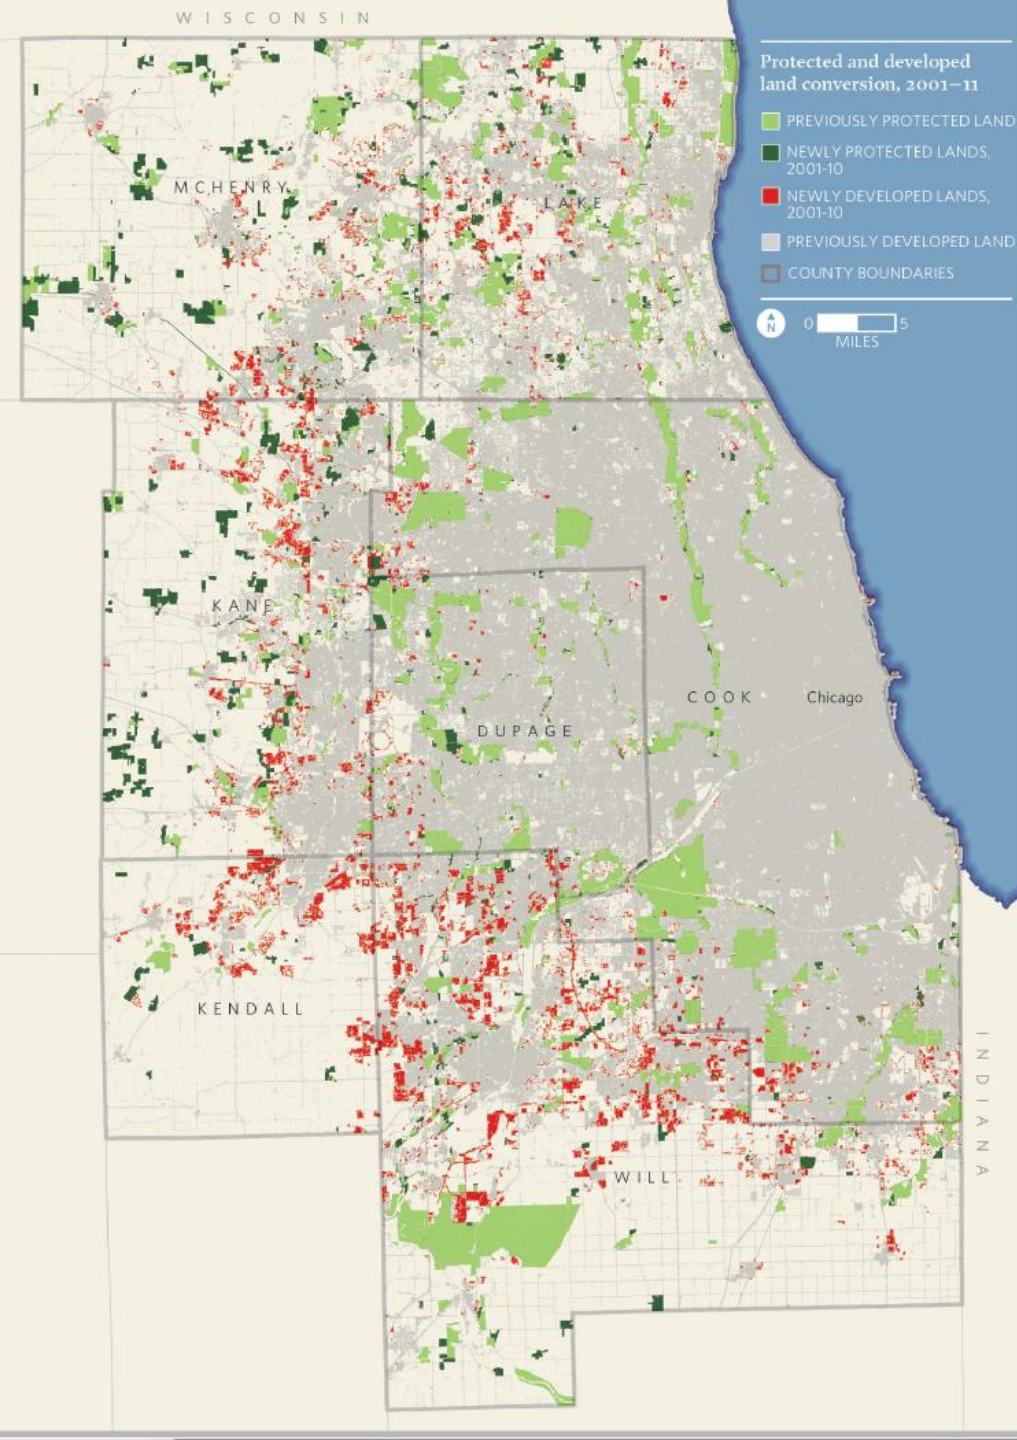 WISCONSIN
Protected and developed
land conversion, 2001–11
PREVIOUSLY PROTECTED LAND
NEWLY PROTECTED LANDS,
2001-10
NEWLY DEVELOPED LANDS,
2001-10
PREVIOUSLY DEVELOPED LAND
COUNTY BOUNDARIES
N
0 5
MILES
MCHENRY
LAKE
KANE
COOK
Chicago
DUPAGE
KENDALL
INDIANA
WILL